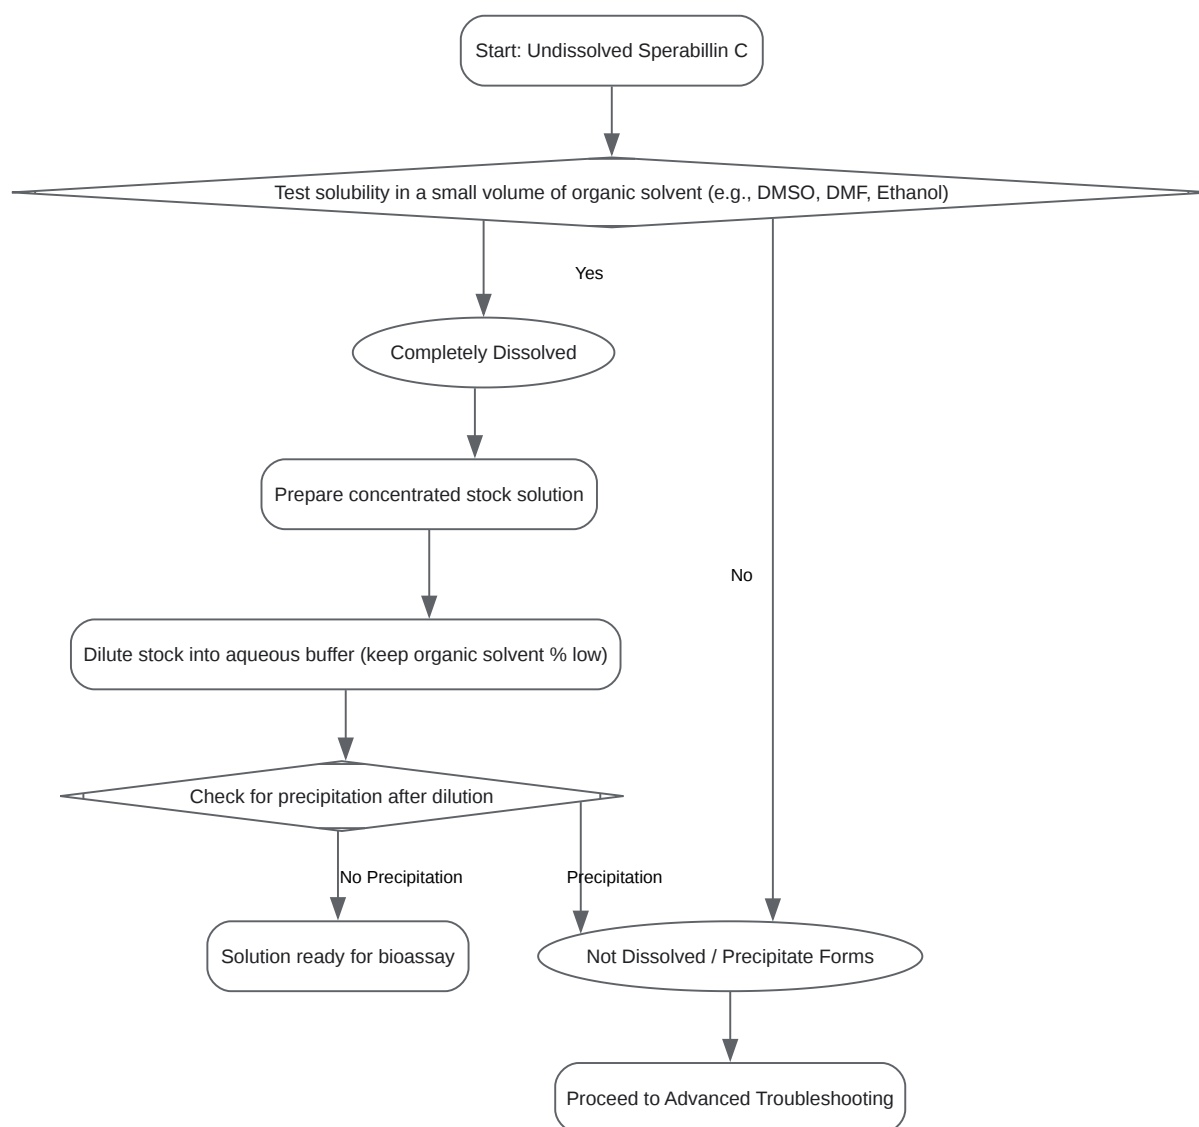 Start: Undissolved Sperabillin C
Test solubility in a small volume of organic solvent (e.g., DMSO, DMF, Ethanol)
Yes
Completely Dissolved
Prepare concentrated stock solution
No
Dilute stock into aqueous buffer (keep organic solvent % low)
Check for precipitation after dilution
No Precipitation
Precipitation
Solution ready for bioassay
Not Dissolved / Precipitate Forms
Proceed to Advanced Troubleshooting